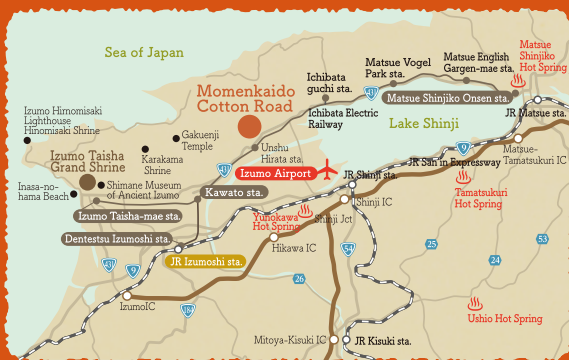 Sea of Japan
Matsue
Shinjiko
Hot Spring
Matsue English
Gargen-mae sta.
Matsue Vogel
Park sta.
Ichibata
guchi sta.
431
Matsue Shinjiko Onsen sta.
Momenkaido
Cotton Road
Ichibata Electric
Railway
JR Matsue sta.
Izumo Hirnomisaki
Lighthouse
Hinomisaki Shrine
Lake Shinji
Gakuenji
Temple
Unshu
Hirata sta.
9
Matsue-
Tamatsukuri IC
Izumo Taisha
Grand Shrine
Karakama
Shrine
431
Izumo Airport
JR San'in Expressway
JR Shinji sta.
Inasa-no-
hama Beach
Shimane Museum
of Ancient Izumo
Kawato sta.
Tamatsukuri
Hot Spring
Shinji IC
Izumo Taisha-mae sta.
Yunokawa
Hot Spring
Shinji Jct
Dentestsu Izumoshi sta.
Hikawa IC
54
25
53
431
9
JR Izumoshi sta.
24
26
IzumoIC
184
Ushio Hot Spring
Mitoya-Kisuki IC
JR Kisuki sta.